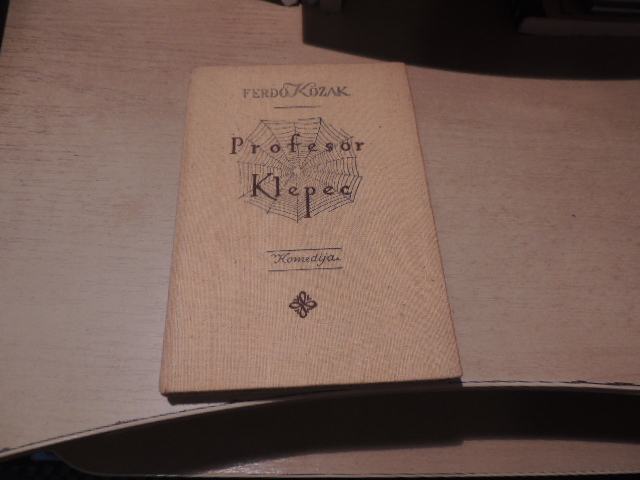 FERDO KOZAK
Profesor
Klepec
Komedija